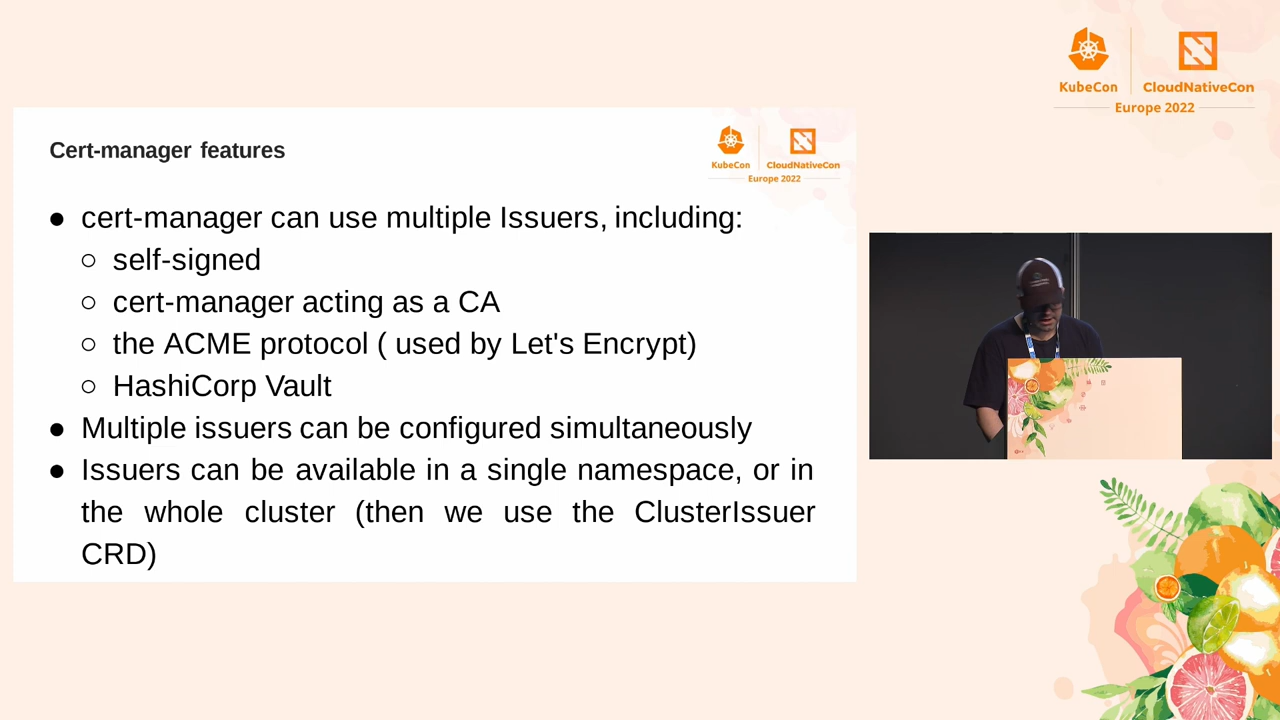 KubeCon
CloudNativeCon
Europe 2022
Cert-manager features
KubeCon
CloudNativeCon
Europe 2022
● cert-manager can use multiple Issuers, including:
○ self-signed
○ cert-manager acting as a CA
○ the ACME protocol ( used by Let's Encrypt)
○ HashiCorp Vault
● Multiple issuers can be configured simultaneously
● Issuers can be available in a single namespace, or in
the whole cluster (then we use the ClusterIssuer
CRD)